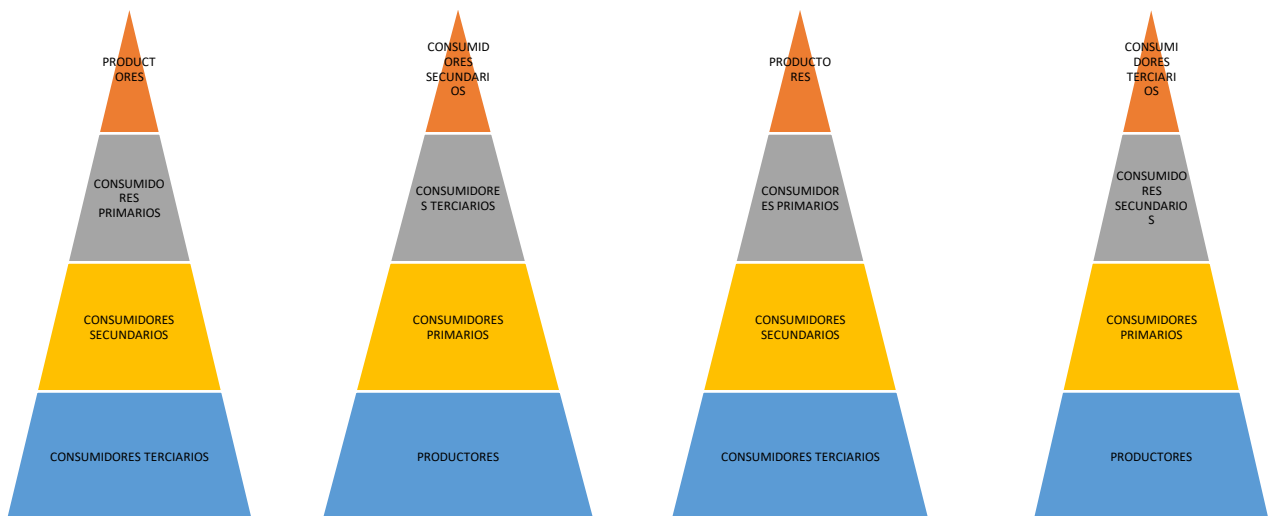 PRODUCT
ORES
CONSUMIDO
RES
PRIMARIOS
CONSUMIDORES
SECUNDARIOS
CONSUMIDORES TERCIARIOS
CONSUMID
ORES
SECUNDARI
OS
CONSUMIDORE
S TERCIARIOS
CONSUMIDORES
PRIMARIOS
PRODUCTORES
PRODUCTO
RES
CONSUMIDOR
ES PRIMARIOS
CONSUMIDORES
SECUNDARIOS
CONSUMIDORES TERCIARIOS
CONSUMI
DORES
TERCIARI
OS
CONSUMIDO
RES
SECUNDARIO
S
CONSUMIDORES
PRIMARIOS
PRODUCTORES